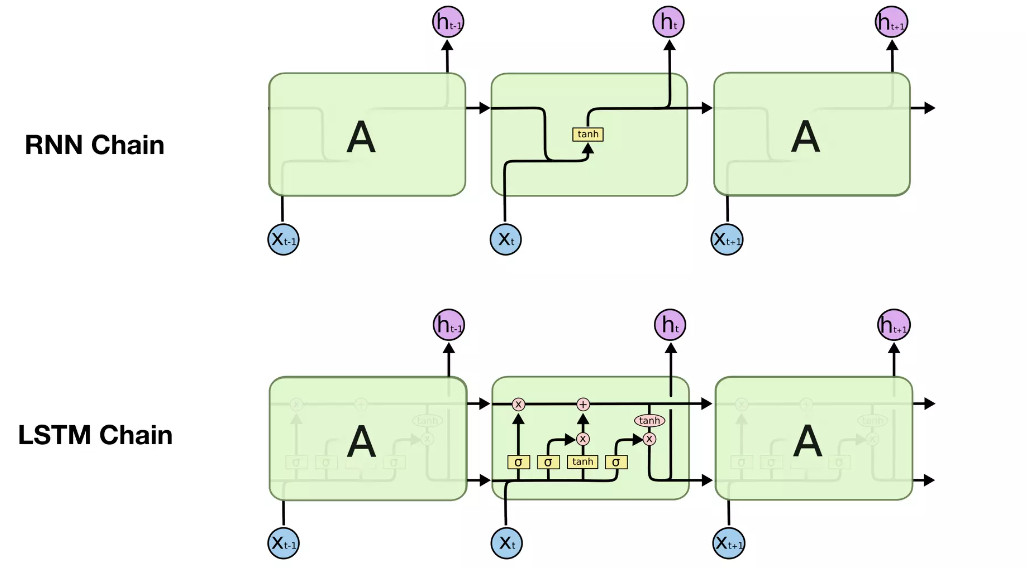 h t-1
h t
h t+1
RNN Chain
A
tanh
A
x t-1
x t
x t+1
h t-1
h t
h t+1
LSTM Chain
x
+
tanh
x
x
A
A
σ
σ
tanh
σ
x t-1
x t
x t+1